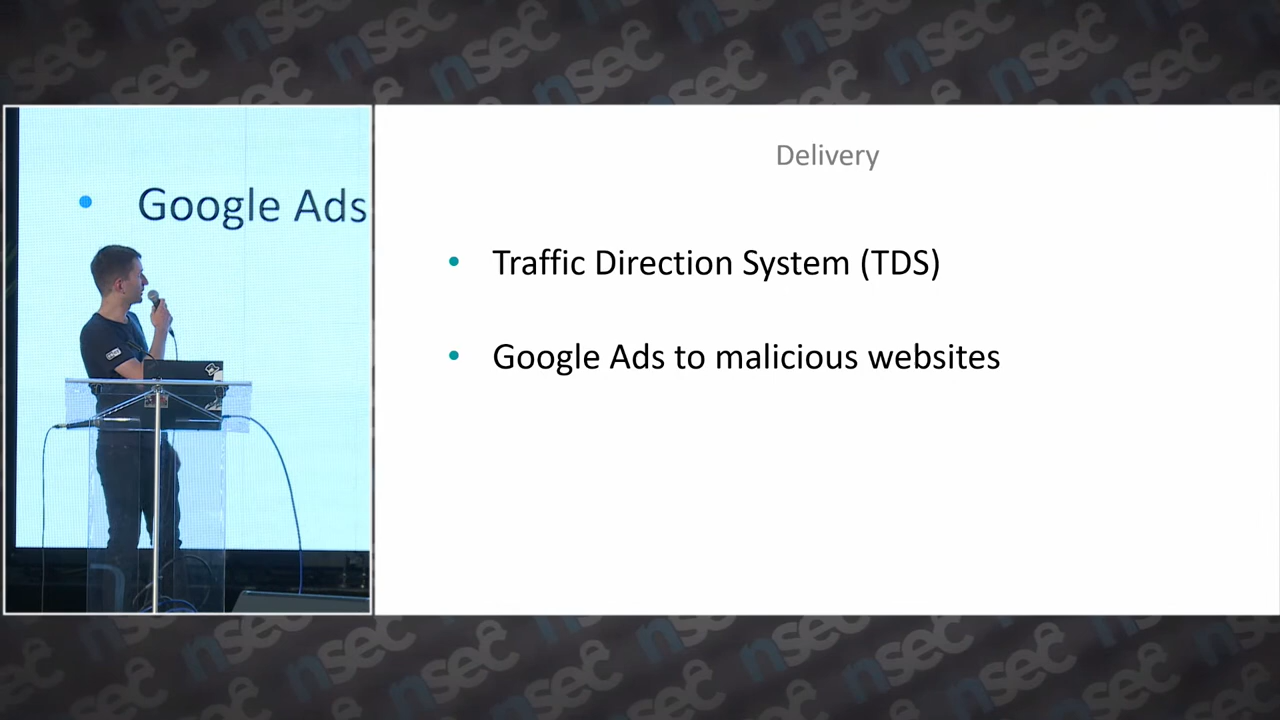 Google Ads
Delivery
Traffic Direction System (TDS)
Google Ads to malicious websites
nsec